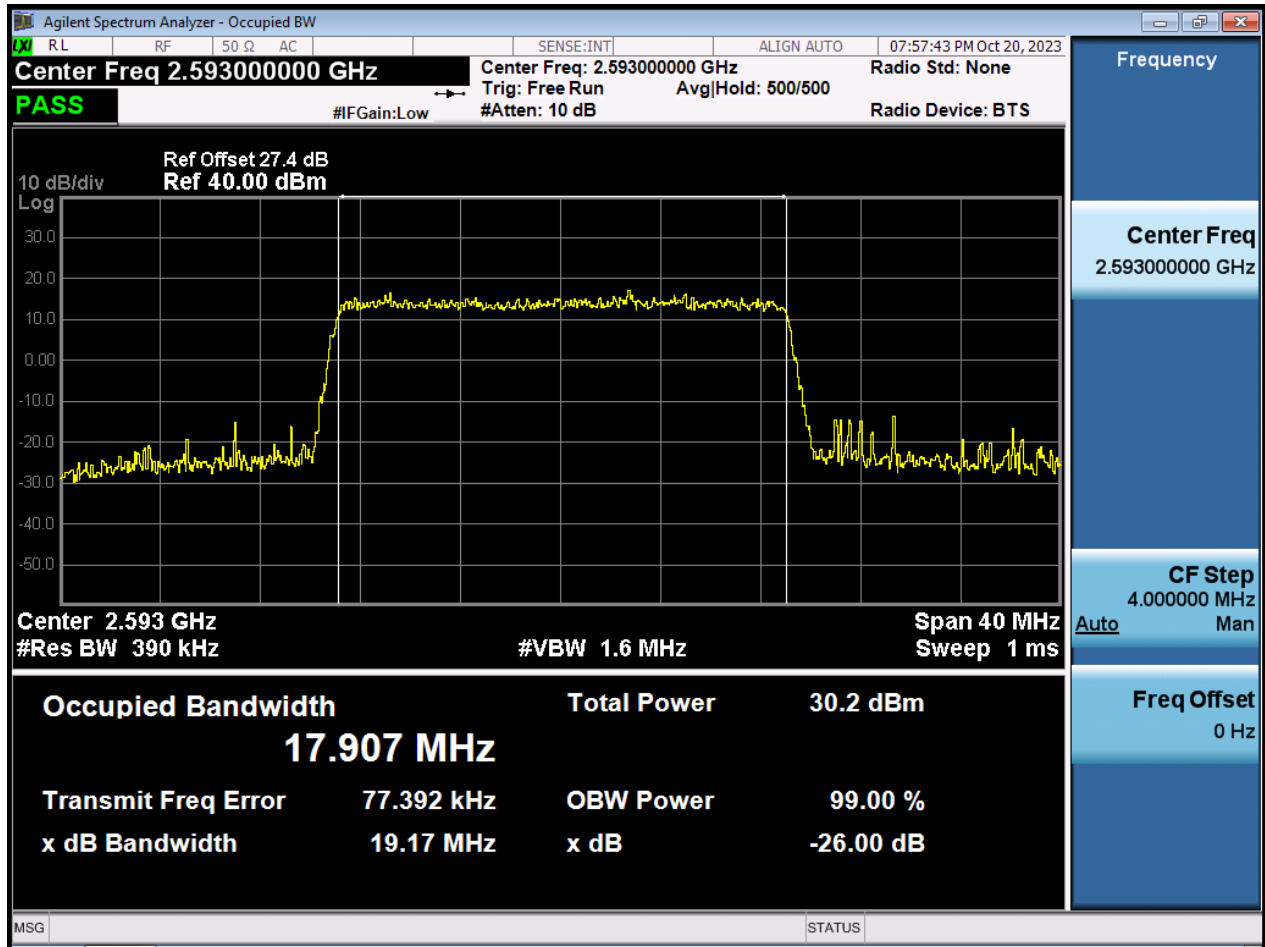 Agilent Spectrum Analyzer - Occupied BW
LXI RL RF 50 Ω AC SENSE:INT ALIGN AUTO 07:57:43 PM Oct 20, 2023
Center Freq 2.593000000 GHz
Center Freq: 2.593000000 GHz
Radio Std: None
Trig: Free Run Avg|Hold: 500/500
PASS
#IFGain:Low
#Atten: 10 dB
Radio Device: BTS
Ref Offset 27.4 dB
10 dB/div Ref 40.00 dBm
Log
30.0
20.0
10.0
0.00
-10.0
-20.0
-30.0
-40.0
-50.0
Center 2.593 GHz Span 40 MHz
#Res BW 390 kHz #VBW 1.6 MHz Sweep 1 ms
Occupied Bandwidth Total Power 30.2 dBm
17.907 MHz
Transmit Freq Error 77.392 kHz OBW Power 99.00 %
x dB Bandwidth 19.17 MHz x dB -26.00 dB
MSG STATUS
Frequency
Center Freq
2.593000000 GHz
CF Step
4.000000 MHz
Auto Man
Freq Offset
0 Hz